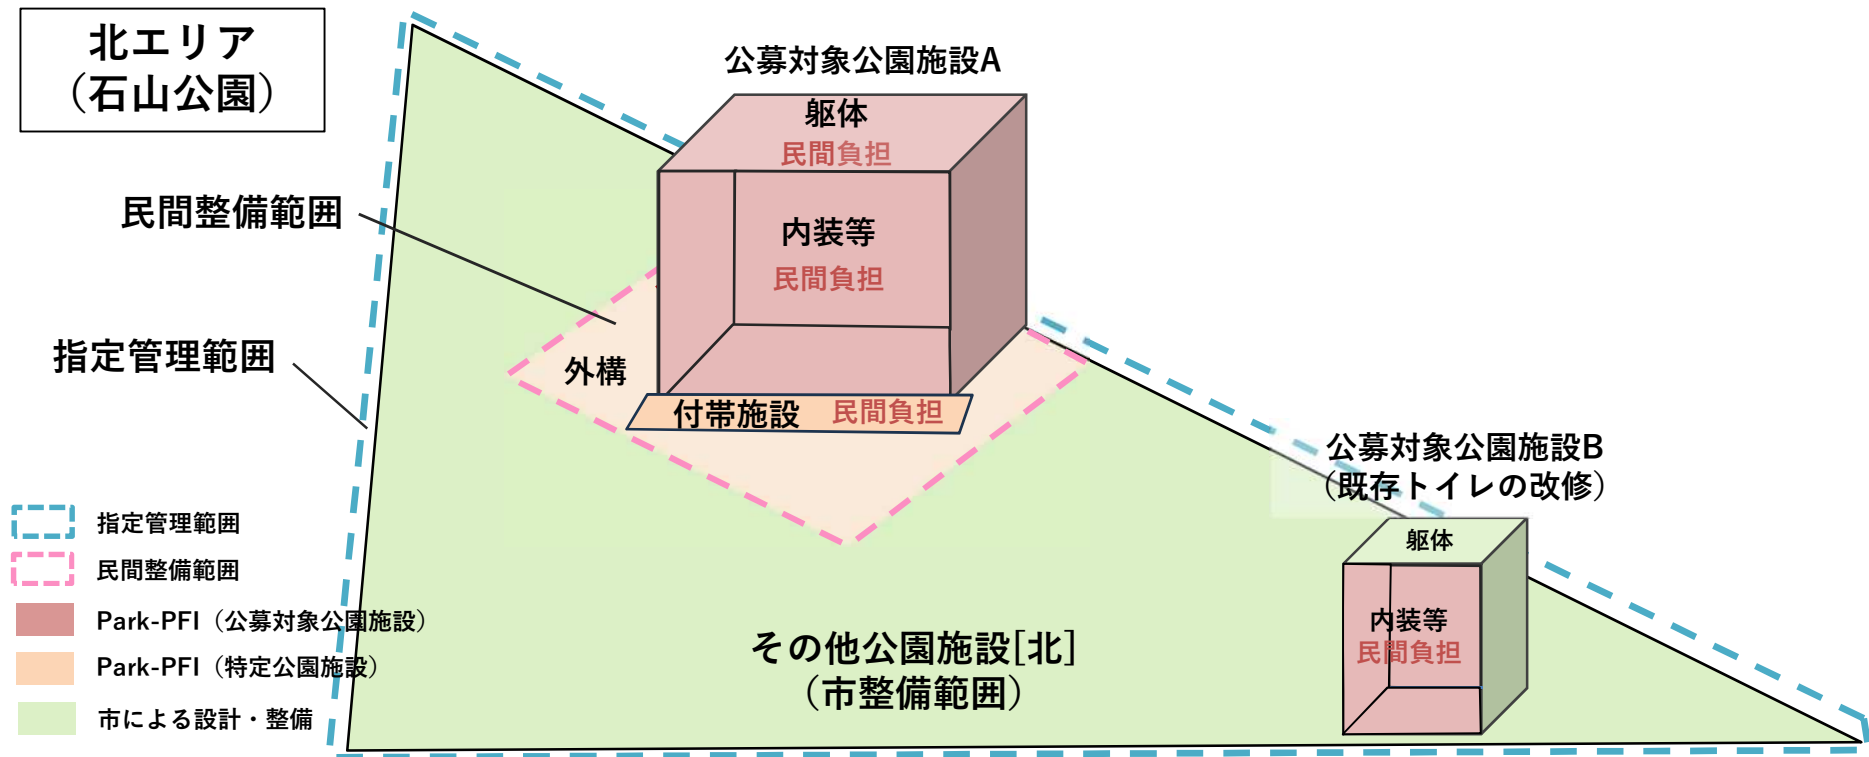 北エリア
（石山公園）
公募対象公園施設A
躯体
民間負担
民間整備範囲
内装等
民間負担
指定管理範囲
外構
付帯施設 民間負担
公募対象公園施設B
（既存トイレの改修）
躯体
内装等
民間負担
その他公園施設[北]
（市整備範囲）
指定管理範囲
民間整備範囲
Park-PFI（公募対象公園施設）
Park-PFI（特定公園施設）
市による設計・整備